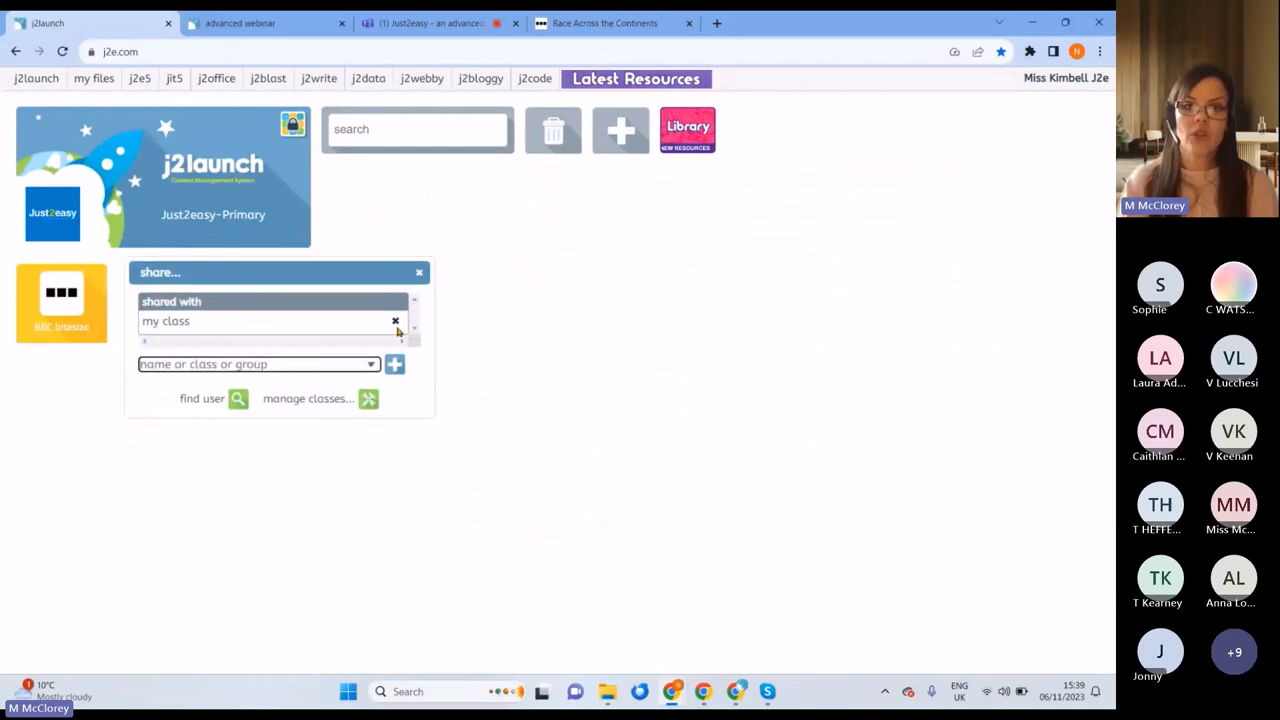 j2launch
advanced webinar
(1) Just2easy - an advanced
Race Across the Continents
j2e.com
N
j2launch my files j2e5 jit5 j2office j2blast j2write j2data j2webby j2bloggy j2code Latest Resources Miss Kimbell J2e
j2launch
Content Management System
Just2easy
Just2easy-Primary
search
Library
NEW RESOURCES
BBC bitesize
share...
shared with
my class
name or class or group
find user
manage classes...
M McClorey
S
Sophie
C WATS...
LA
Laura Ad...
VL
V Lucchesi
CM
Caithlan ...
VK
V Keenan
TH
T HEFFE...
MM
Miss Mc...
TK
T Kearney
AL
Anna Lo...
J
Jonny
+9
1
10°C
Mostly cloudy
Search
ENG
UK
15:39
06/11/2023
M McClorey